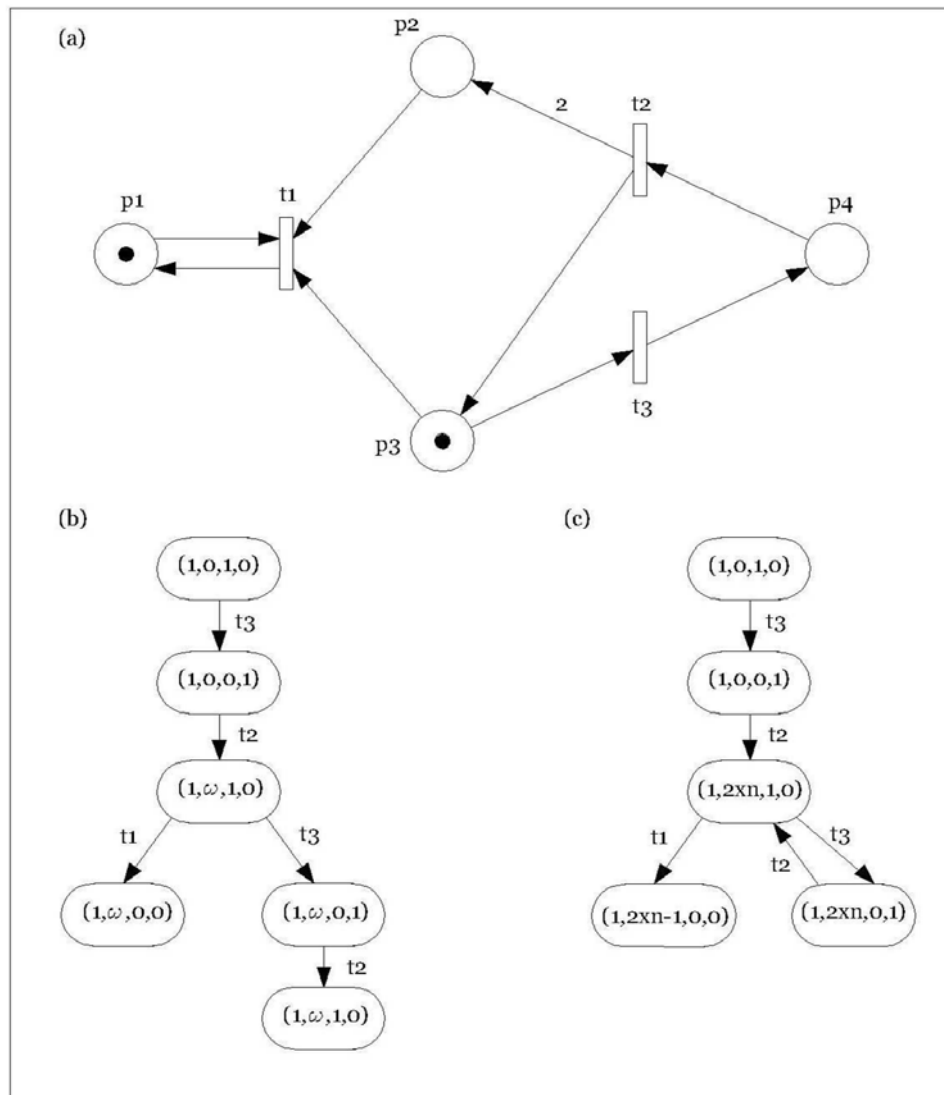 (a)
p2
2
t2
p1
t1
p4
p3
t3
(b)
(c)
(1,0,1,0)
(1,0,1,0)
t3
t3
(1,0,0,1)
(1,0,0,1)
t2
t2
(1,ω,1,0)
(1,2xn,1,0)
t1
t3
t1
t2
t3
(1,ω,0,0)
(1,ω,0,1)
(1,2xn-1,0,0)
(1,2xn,0,1)
t2
(1,ω,1,0)